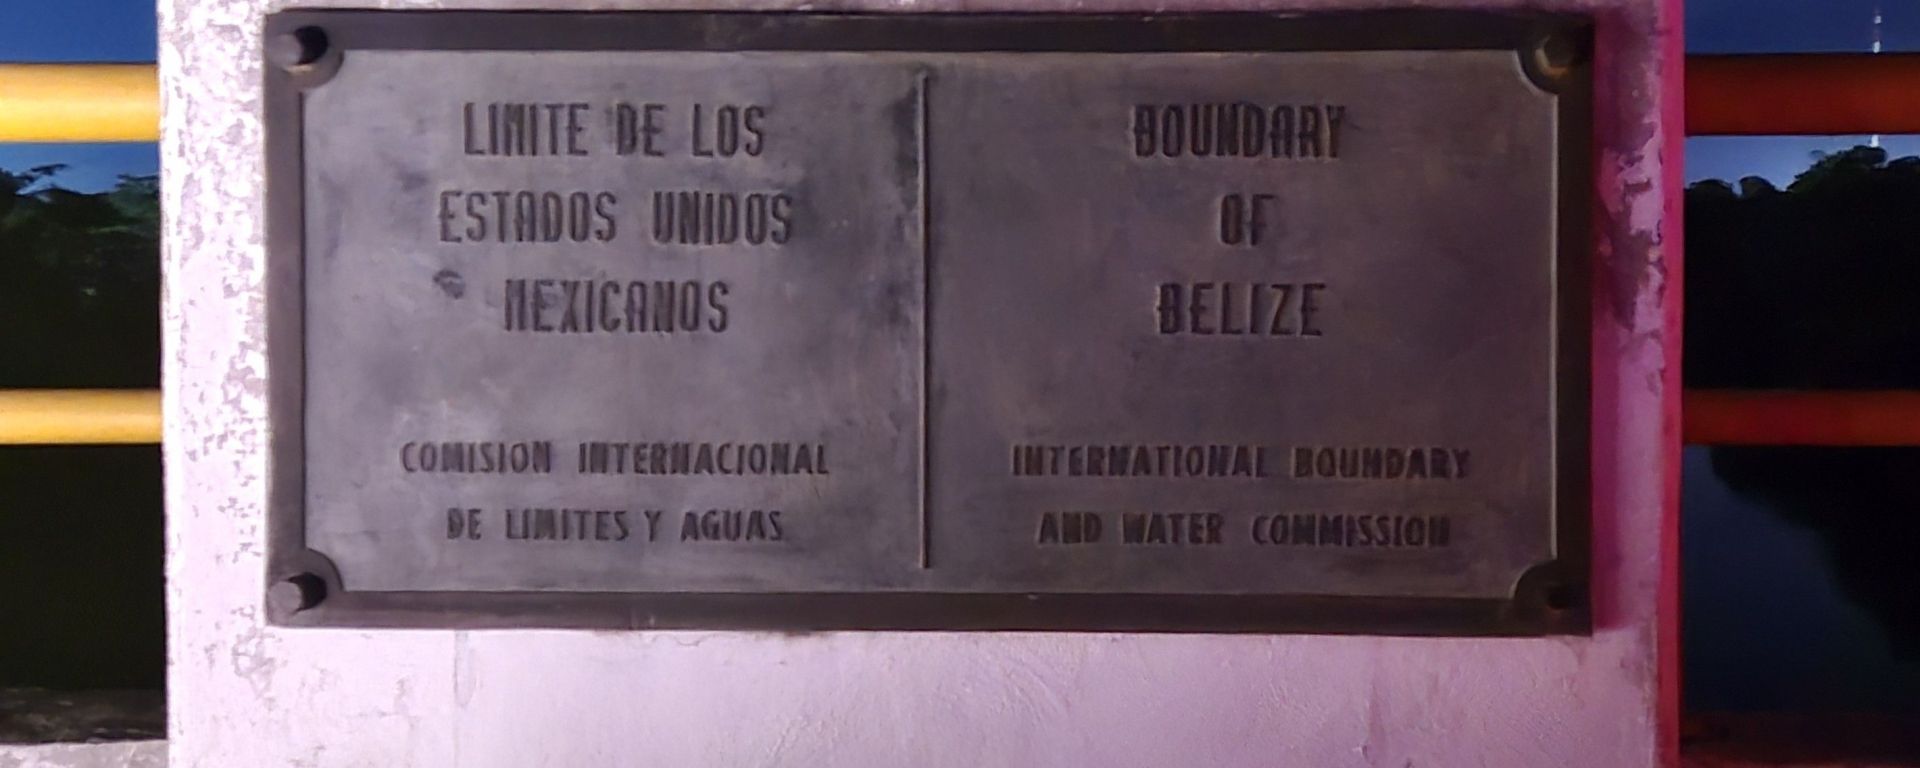 LIMITE DE LOS
ESTADOS UNIDOS
MEXICANOS
COMISION INTERNACIONAL
DE LIMITES Y AGUAS
BOUNDARY
OF
BELIZE
INTERNATIONAL BOUNDARY
AND WATER COMMISSION